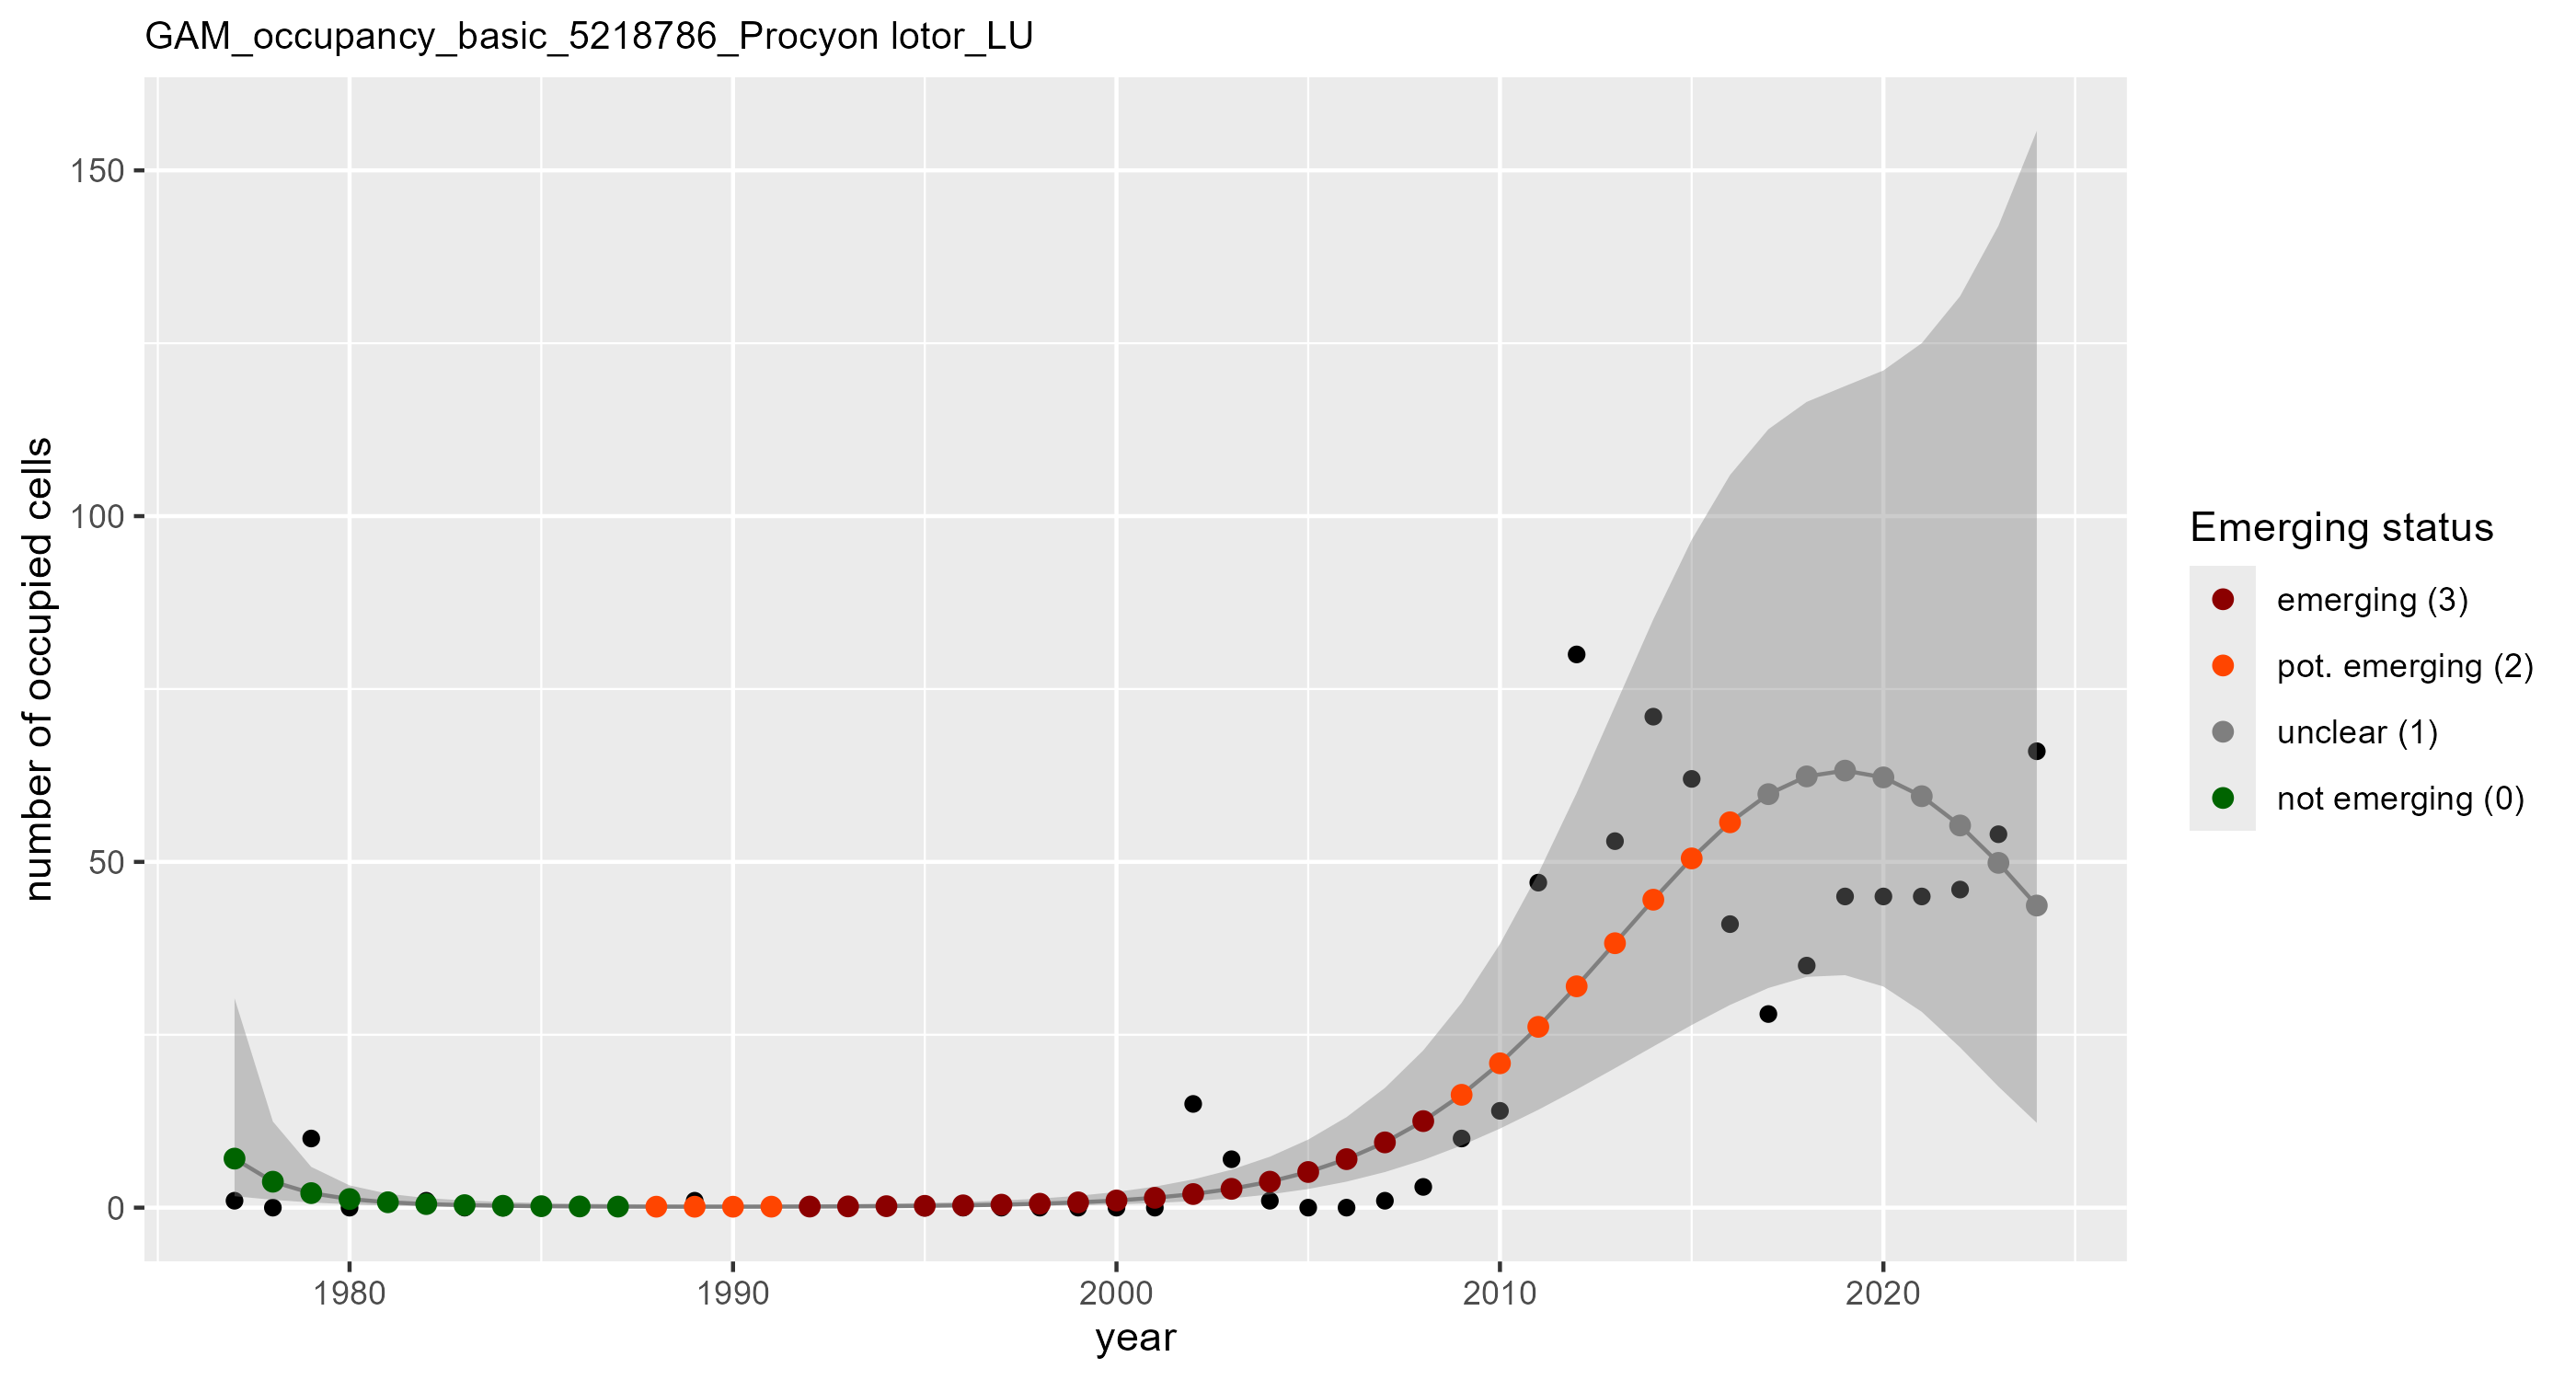 GAM_occupancy_basic_5218786_Procyon lotor_LU
number of occupied cells
150
100
50
0
1980
1990
2000
2010
2020
year
Emerging status
emerging (3)
pot. emerging (2)
unclear (1)
not emerging (0)